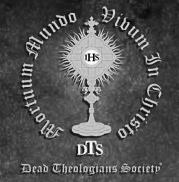 Mortuum Mundo Vivum In Christo
IHS
DTS
Dead Theologians Society